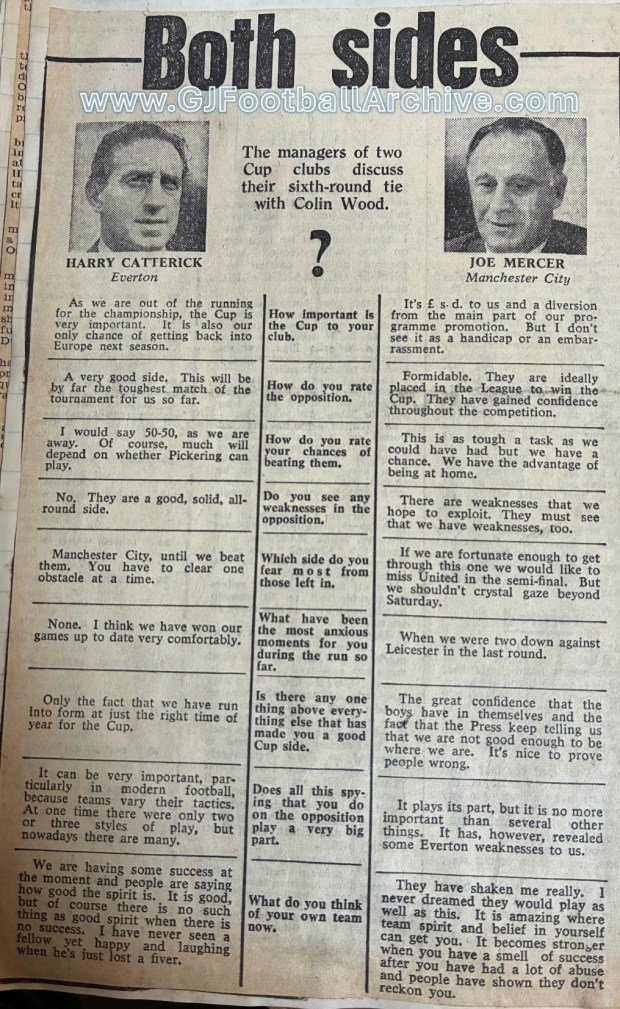 Both sides
www.GJFootballArchive.com
The managers of two
Cup clubs discuss
their sixth-round tie
with Colin Wood.
?
HARRY CATTERICK
Everton
JOE MERCER
Manchester City
As we are out of the running
for the championship, the Cup is
very important. It is also our
only chance of getting back into
Europe next season.
How important is
the Cup to your
club.
It's £ s. d. to us and a diversion
from the main part of our pro-
gramme promotion. But I don't
see it as a handicap or an embar-
rassment.
A very good side. This will be
by far the toughest match of the
tournament for us so far.
How do you rate
the opposition.
Formidable. They are ideally
placed in the League to win the
Cup. They have gained confidence
throughout the competition.
I would say 50-50, as we are
away. Of course, much will
depend on whether Pickering can
play.
How do you rate
your chances of
beating them.
This is as tough a task as we
could have had but we have a
chance. We have the advantage of
being at home.
No. They are a good, solid, all-
round side.
Do you see any
weaknesses in the
opposition.
There are weaknesses that we
hope to exploit. They must see
that we have weaknesses, too.
Manchester City, until we beat
them. You have to clear one
obstacle at a time.
Which side do you
fear most from
those left in.
If we are fortunate enough to get
through this one we would like to
miss United in the semi-final. But
we shouldn't crystal gaze beyond
Saturday.
None. I think we have won our
games up to date very comfortably.
What have been
the most anxious
moments for you
during the run so
far.
When we were two down against
Leicester in the last round.
Only the fact that we have run
into form at just the right time of
year for the Cup.
Is there any one
thing above every-
thing else that has
made you a good
Cup side.
The great confidence that the
boys have in themselves and the
fact that the Press keep telling us
that we are not good enough to be
where we are. It's nice to prove
people wrong.
It can be very important, par-
ticularly in modern football,
because teams vary their tactics.
At one time there were only two
or three styles of play, but
nowadays there are many.
Does all this spy-
ing that you do
on the opposition
play a very big
part.
It plays its part, but it is no more
important than several other
things. It has, however, revealed
some Everton weaknesses to us.
We are having some success at
the moment and people are saying
how good the spirit is. It is good,
but of course there is no such
thing as good spirit when there is
no success. I have never seen a
fellow yet happy and laughing
when he's just lost a fiver.
What do you think
of your own team
now.
They have shaken me really. I
never dreamed they would play as
well as this. It is amazing where
team spirit and belief in yourself
can get you. It becomes stronger
when you have a smell of success
after you have had a lot of abuse
and people have shown they don't
reckon you.